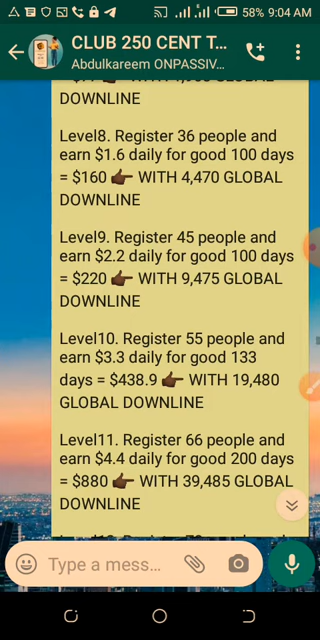 58% 9:04 AM
CLUB 250 CENT T...
Abdulkareem ONPASSIV...
DOWNLINE
Level8. Register 36 people and
earn $1.6 daily for good 100 days
= $160 👉🏿 WITH 4,470 GLOBAL
DOWNLINE
Level9. Register 45 people and
earn $2.2 daily for good 100 days
= $220 👉🏿 WITH 9,475 GLOBAL
DOWNLINE
Level10. Register 55 people and
earn $3.3 daily for good 133
days = $438.9 👉🏿 WITH 19,480
GLOBAL DOWNLINE
Level11. Register 66 people and
earn $4.4 daily for good 200 days
= $880 👉🏿 WITH 39,485 GLOBAL
DOWNLINE
Type a mess...